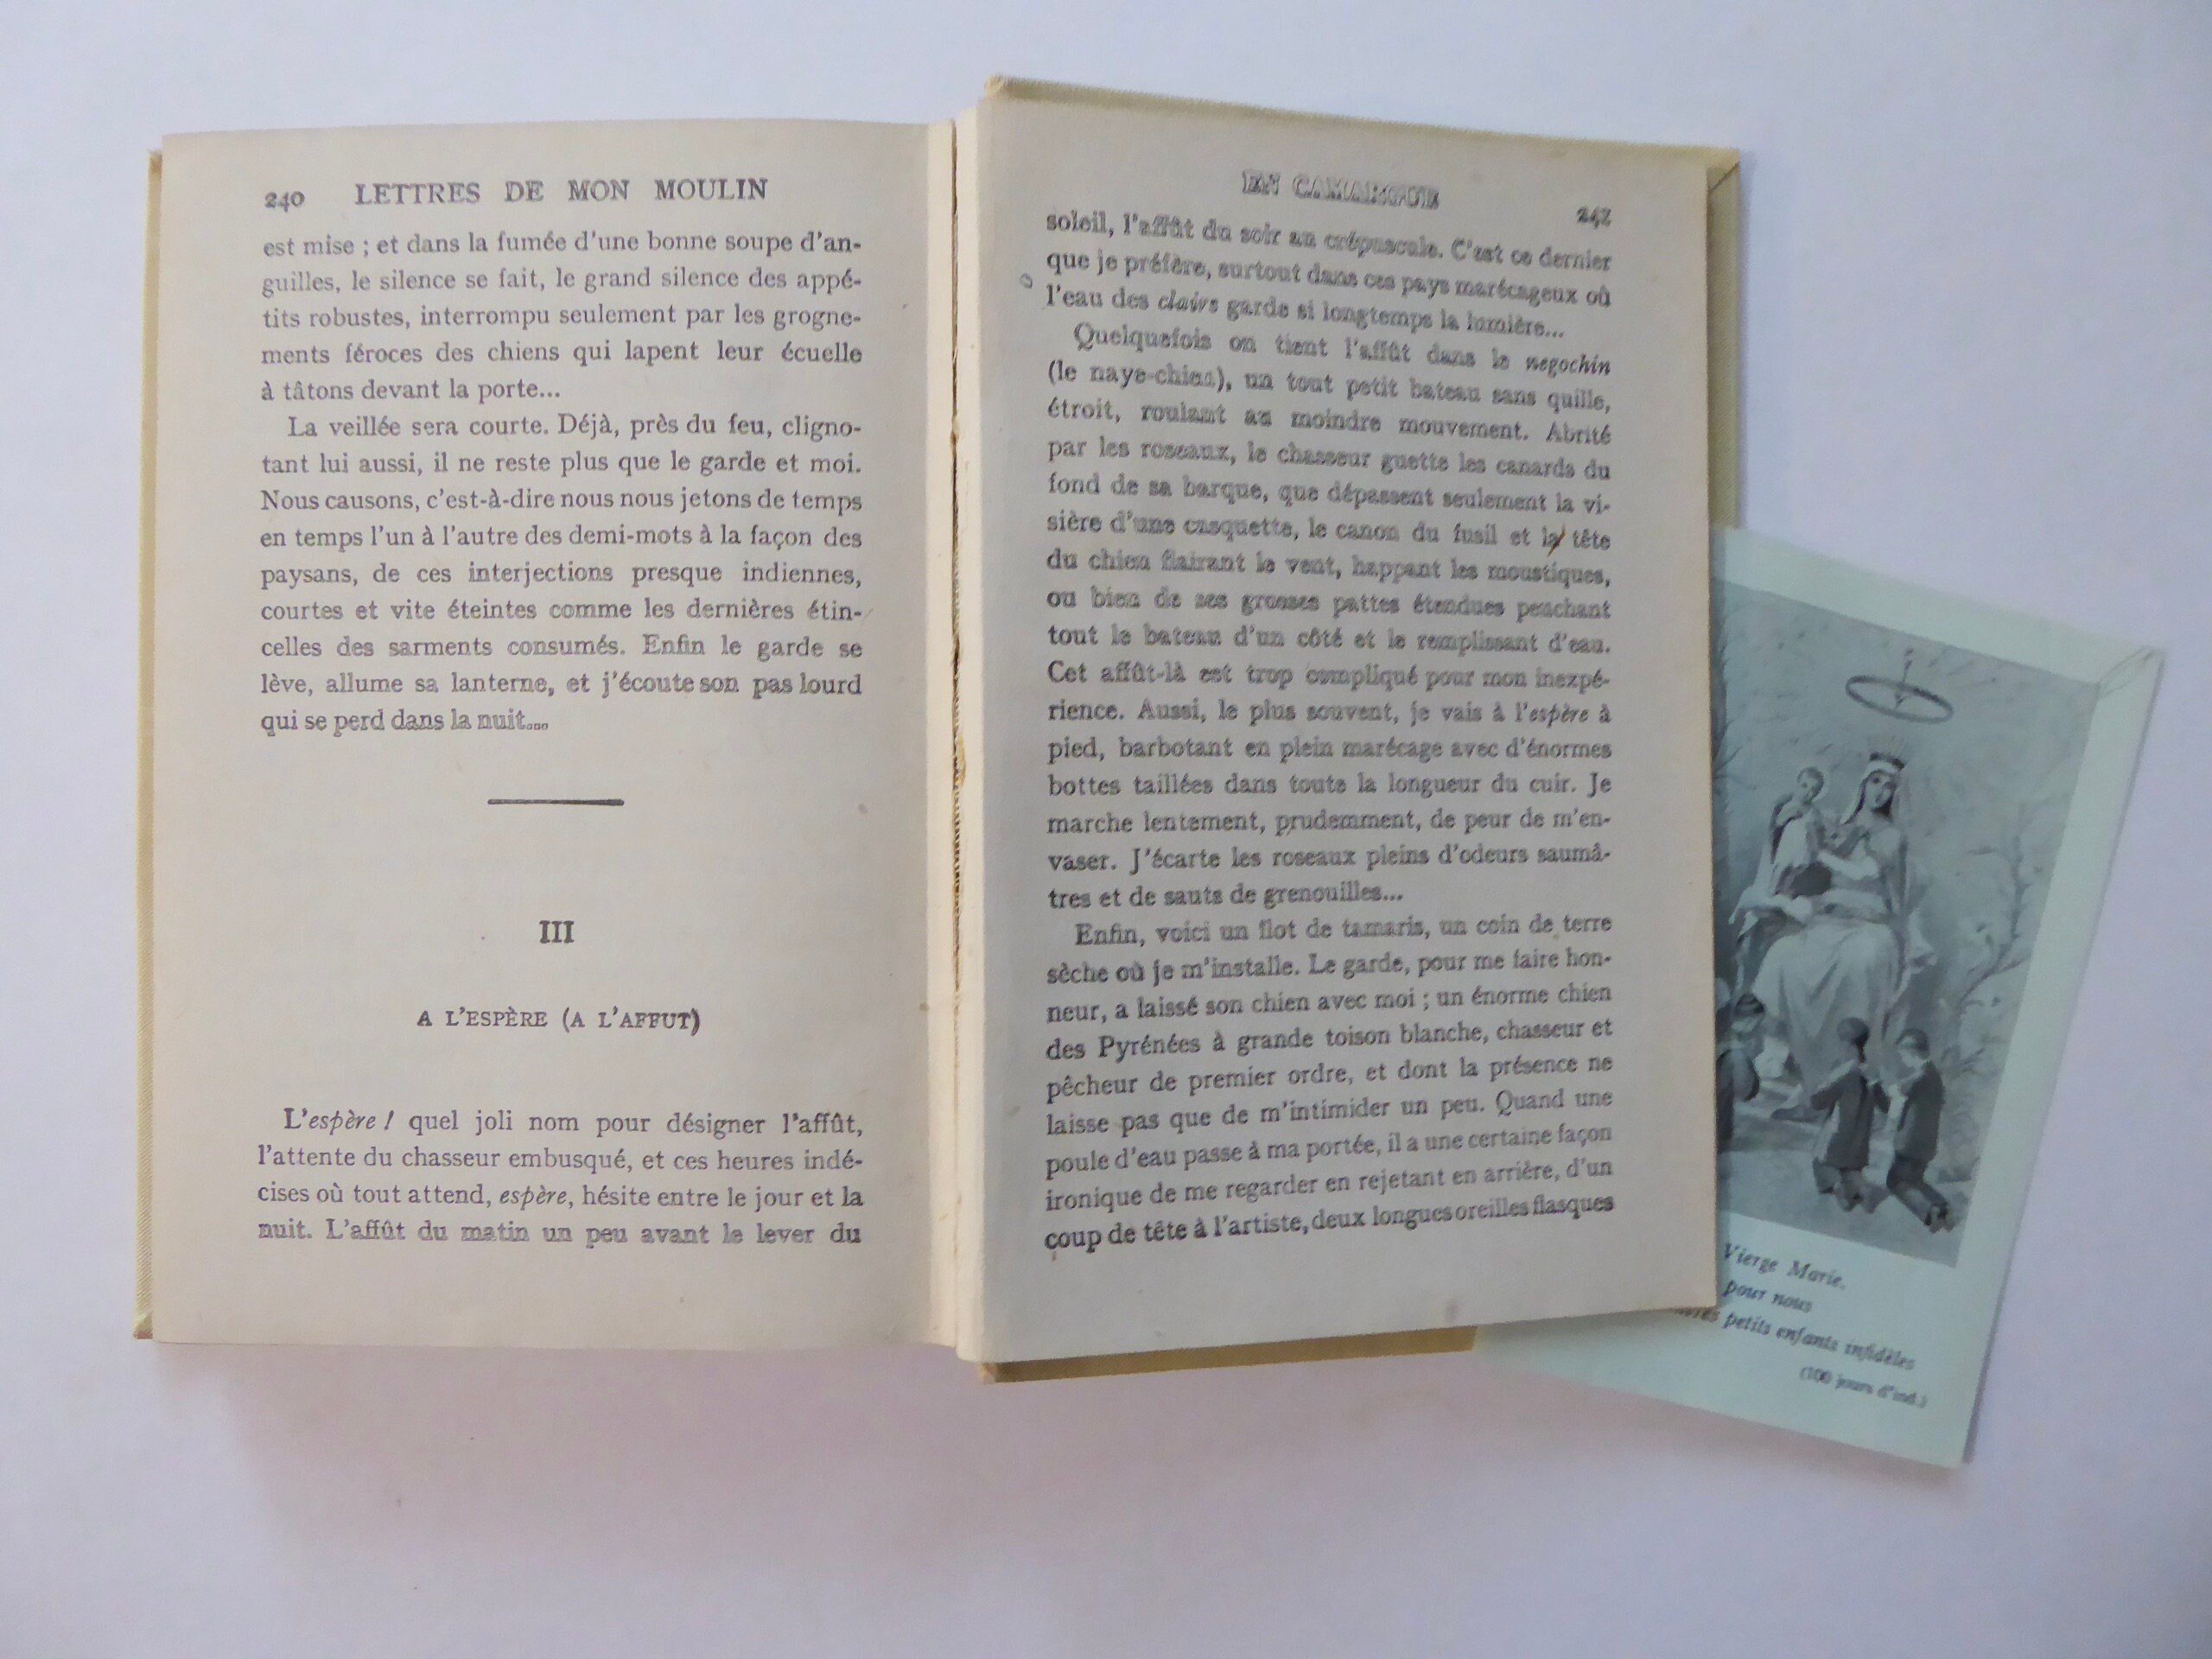 240 LETTRES DE MON MOULIN
est mise ; et dans la fumée d'une bonne soupe d'an-
guilles, le silence se fait, le grand silence des appé-
tits robustes, interrompu seulement par les grogne-
ments féroces des chiens qui lapent leur écuelle
à tâtons devant la porte...
La veillée sera courte. Déjà, près du feu, cligno-
tant lui aussi, il ne reste plus que le garde et moi.
Nous causons, c'est-à-dire nous nous jetons de temps
en temps l'un à l'autre des demi-mots à la façon des
paysans, de ces interjections presque indiennes,
courtes et vite éteintes comme les dernières étin-
celles des sarments consumés. Enfin le garde se
lève, allume sa lanterne, et j'écoute son pas lourd
qui se perd dans la nuit...
III
A L'ESPÈRE (A L'AFFUT)
L'espère ! quel joli nom pour désigner l'affût,
l'attente du chasseur embusqué, et ces heures indé-
cises où tout attend, espère, hésite entre le jour et la
nuit. L'affût du matin un peu avant le lever du
EN CAMARGUE 241
soleil, l'affût du soir au crépuscule. C'est ce dernier
que je préfère, surtout dans ces pays marécageux où
l'eau des clairs garde si longtemps la lumière...
Quelquefois on tient l'affût dans le negochin
(le naye-chien), un tout petit bateau sans quille,
étroit, roulant au moindre mouvement. Abrité
par les roseaux, le chasseur guette les canards du
fond de sa barque, que dépassent seulement la vi-
sière d'une casquette, le canon du fusil et la tête
du chien flairant le vent, happant les moustiques,
ou bien de ses grosses pattes étendues penchant
tout le bateau d'un côté et le remplissant d'eau.
Cet affût-là est trop compliqué pour mon inexpé-
rience. Aussi, le plus souvent, je vais à l'espère à
pied, barbotant en plein marécage avec d'énormes
bottes taillées dans toute la longueur du cuir. Je
marche lentement, prudemment, de peur de m'en-
vaser. J'écarte les roseaux pleins d'odeurs saumâ-
tres et de sauts de grenouilles...
Enfin, voici un îlot de tamaris, un coin de terre
sèche où je m'installe. Le garde, pour me faire hon-
neur, a laissé son chien avec moi ; un énorme chien
des Pyrénées à grande toison blanche, chasseur et
pêcheur de premier ordre, et dont la présence ne
laisse pas que de m'intimider un peu. Quand une
poule d'eau passe à ma portée, il a une certaine façon
ironique de me regarder en rejetant en arrière, d'un
coup de tête à l'artiste, deux longues oreilles flasques
Vierge Marie.
pour nous
petits enfants infidèles
(100 jours d'ind.)